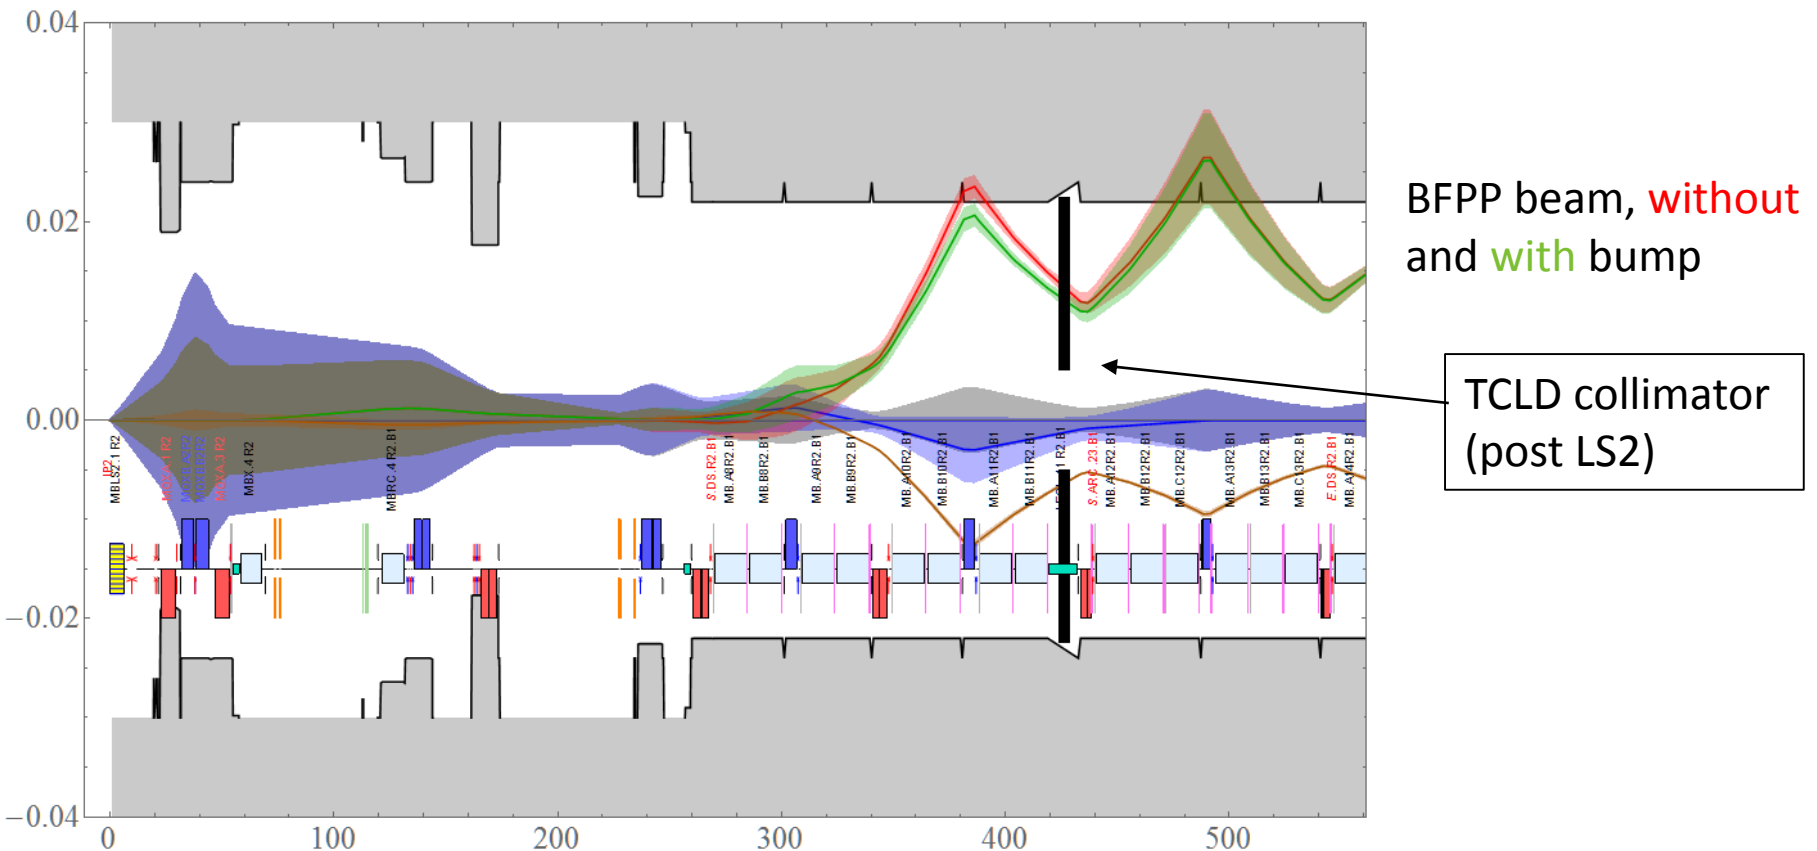 0.04
0.02
0.00
−0.02
−0.04
0
100
200
300
400
500
IP2
MBLS2.1 R2
MBX.4 R2
MBRC.4 R2.B1
S.DS.R2.B1
MB.A8R2.B1
MB.B8R2.B1
MB.A9R2.B1
MB.B9R2.B1
MB.A10R2.B1
MB.B10R2.B1
MB.A11R2.B1
MB.B11R2.B1
S.ARC.23.B1
MB.A12R2.B1
MB.B12R2.B1
MB.C12R2.B1
MB.A13R2.B1
MB.B13R2.B1
MB.C13R2.B1
E.DS.R2.B1
MB.A14R2.B1
BFPP beam, without
and with bump
TCLD collimator
(post LS2)